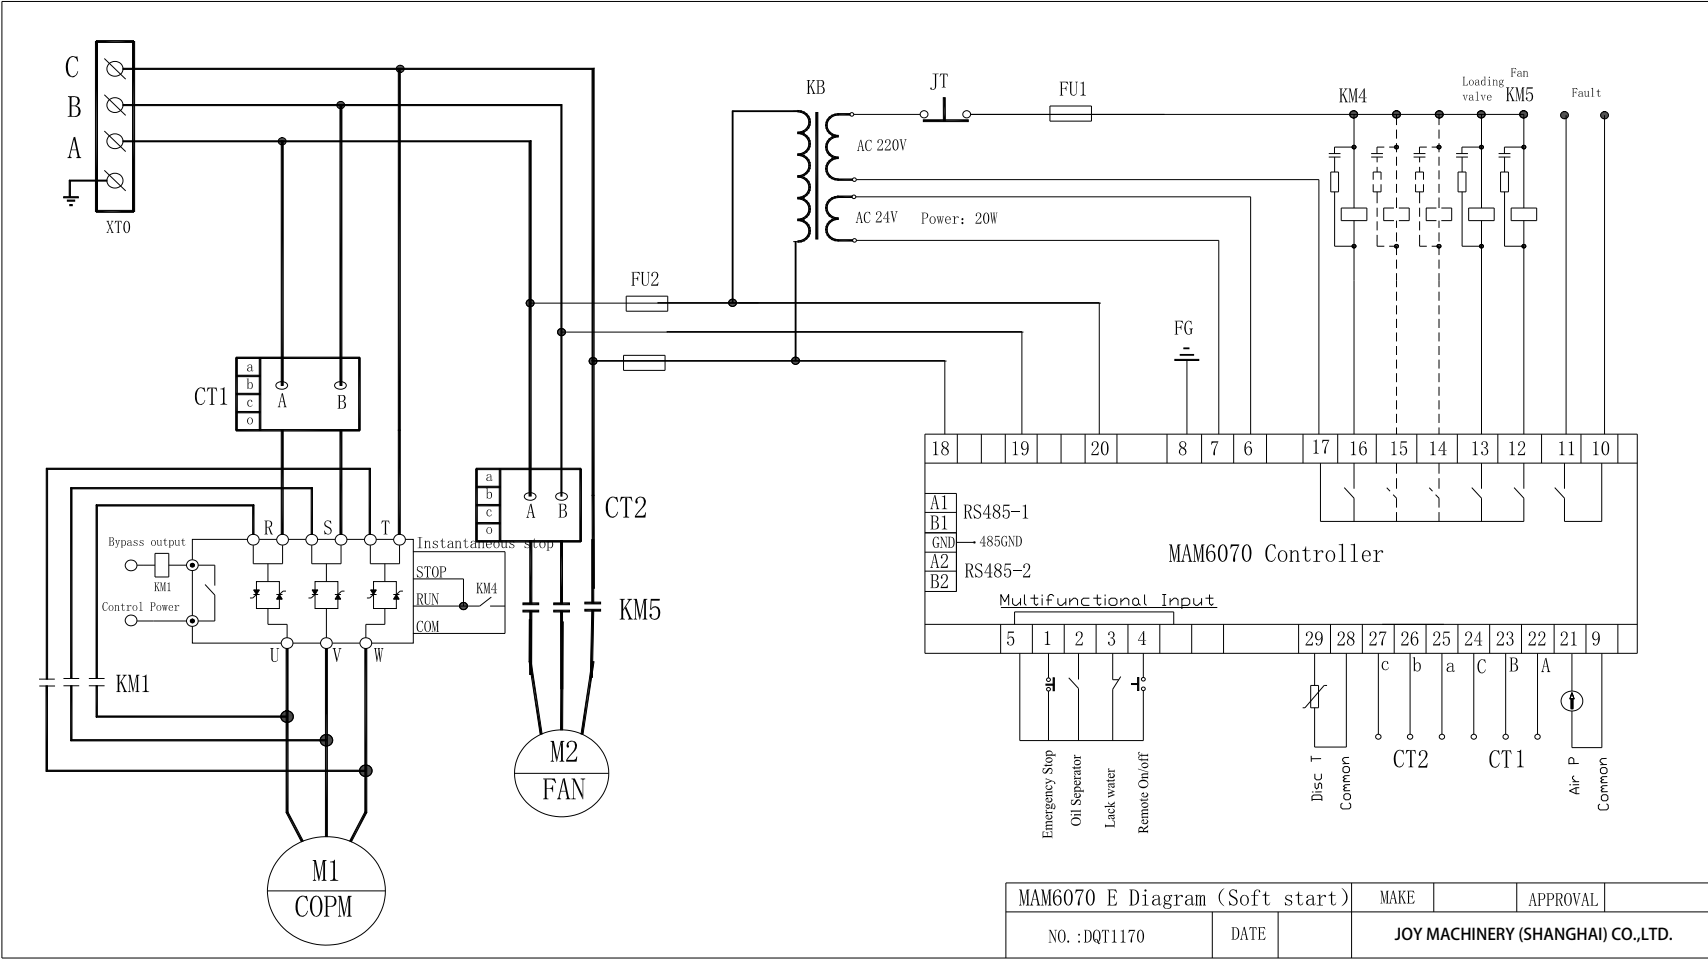 C
B
A
XT0
KB
JT
FU1
KM4
Loading
valve
Fan
KM5
Fault
AC 220V
AC 24V
Power: 20W
FU2
FG
CT1
a
b
c
o
A
B
a
b
c
o
A
B
CT2
18
19
20
8
7
6
17
16
15
14
13
12
11
10
A1
B1
GND
A2
B2
RS485-1
485GND
RS485-2
MAM6070 Controller
Multifunctional Input
R
S
T
Bypass output
KM1
Control Power
Instantaneous stop
STOP
RUN
COM
KM4
KM5
U
V
W
KM1
5
1
2
3
4
29
28
27
26
25
24
23
22
21
9
c
b
a
C
B
A
Emergency Stop
Oil Seperator
Lack water
Remote On/off
Disc T
Common
CT2
CT1
Air P
Common
M2
FAN
M1
COPM
MAM6070 E Diagram (Soft start)
MAKE
APPROVAL
NO.:DQT1170
DATE
JOY MACHINERY (SHANGHAI) CO.,LTD.